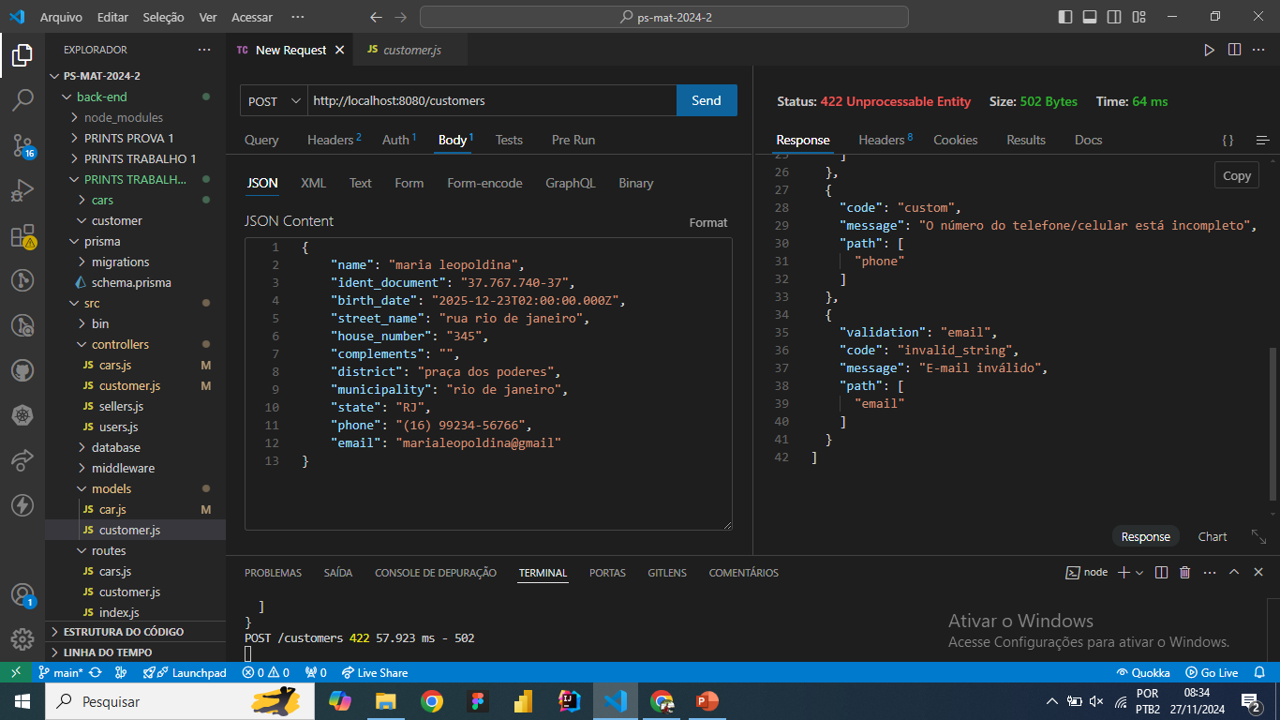 Arquivo Editar Seleção Ver Acessar ··· ps-mat-2024-2
EXPLORADOR ···
PS-MAT-2024-2
back-end
node_modules
PRINTS PROVA 1
PRINTS TRABALHO 1
PRINTS TRABALH...
cars
customer
prisma
migrations
schema.prisma
src
bin
controllers
JS cars.js M
JS customer.js M
JS sellers.js
JS users.js
database
middleware
models
JS car.js M
JS customer.js
routes
JS cars.js
JS customer.js
JS index.js
ESTRUTURA DO CÓDIGO
LINHA DO TEMPO
16
1
TC New Request JS customer.js
POST http://localhost:8080/customers Send
Query Headers 2 Auth 1 Body 1 Tests Pre Run
JSON XML Text Form Form-encode GraphQL Binary
JSON Content Format
1 {
2 "name": "maria leopoldina",
3 "ident_document": "37.767.740-37",
4 "birth_date": "2025-12-23T02:00:00.000Z",
5 "street_name": "rua rio de janeiro",
6 "house_number": "345",
7 "complements": "",
8 "district": "praça dos poderes",
9 "municipality": "rio de janeiro",
10 "state": "RJ",
11 "phone": "(16) 99234-56766",
12 "email": "marialeopoldina@gmail"
13 }
Status: 422 Unprocessable Entity Size: 502 Bytes Time: 64 ms
Response Headers 8 Cookies Results Docs { }
Copy
25 ]
26 },
27 {
28 "code": "custom",
29 "message": "O número do telefone/celular está incompleto",
30 "path": [
31 "phone"
32 ]
33 },
34 {
35 "validation": "email",
36 "code": "invalid_string",
37 "message": "E-mail inválido",
38 "path": [
39 "email"
40 ]
41 }
42 ]
Response Chart
PROBLEMAS SAÍDA CONSOLE DE DEPURAÇÃO TERMINAL PORTAS GITLENS COMENTÁRIOS node
]
}
POST /customers 422 57.923 ms - 502
Ativar o Windows
Acesse Configurações para ativar o Windows.
main* Launchpad 0 0 0 Live Share Quokka Go Live
Pesquisar
POR
PTB2
08:34
27/11/2024
2